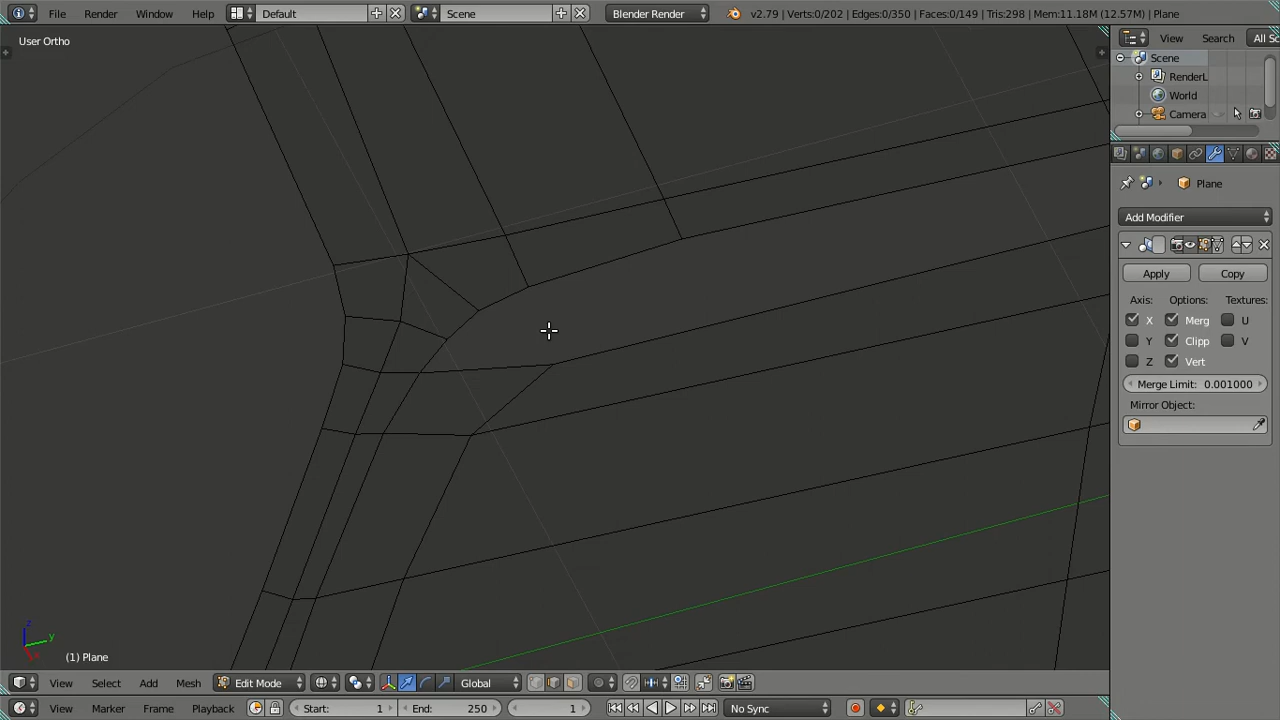 File Render Window Help Default Scene Blender Render v2.79 | Verts:0/202 | Edges:0/350 | Faces:0/149 | Tris:298 | Mem:11.18M (12.57M) | Plane
User Ortho
View Search All Sc
Scene
RenderL
World
Camera
Plane
Add Modifier
Apply Copy
Axis: Options: Textures:
X Merg U
Y Clipp V
Z Vert
Merge Limit: 0.001000
Mirror Object:
z
y
x
(1) Plane
View Select Add Mesh Edit Mode Global
View Marker Frame Playback Start: 1 End: 250 1 No Sync